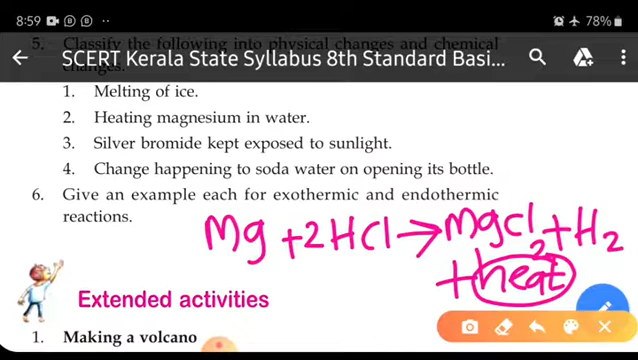 8:59 78%
5. Classify the following into physical changes and chemical
SCERT Kerala State Syllabus 8th Standard Basi...
changes.
1. Melting of ice.
2. Heating magnesium in water.
3. Silver bromide kept exposed to sunlight.
4. Change happening to soda water on opening its bottle.
6. Give an example each for exothermic and endothermic
reactions.
Mg + 2HCl → MgCl2 + H2
+ heat
Extended activities
1. Making a volcano